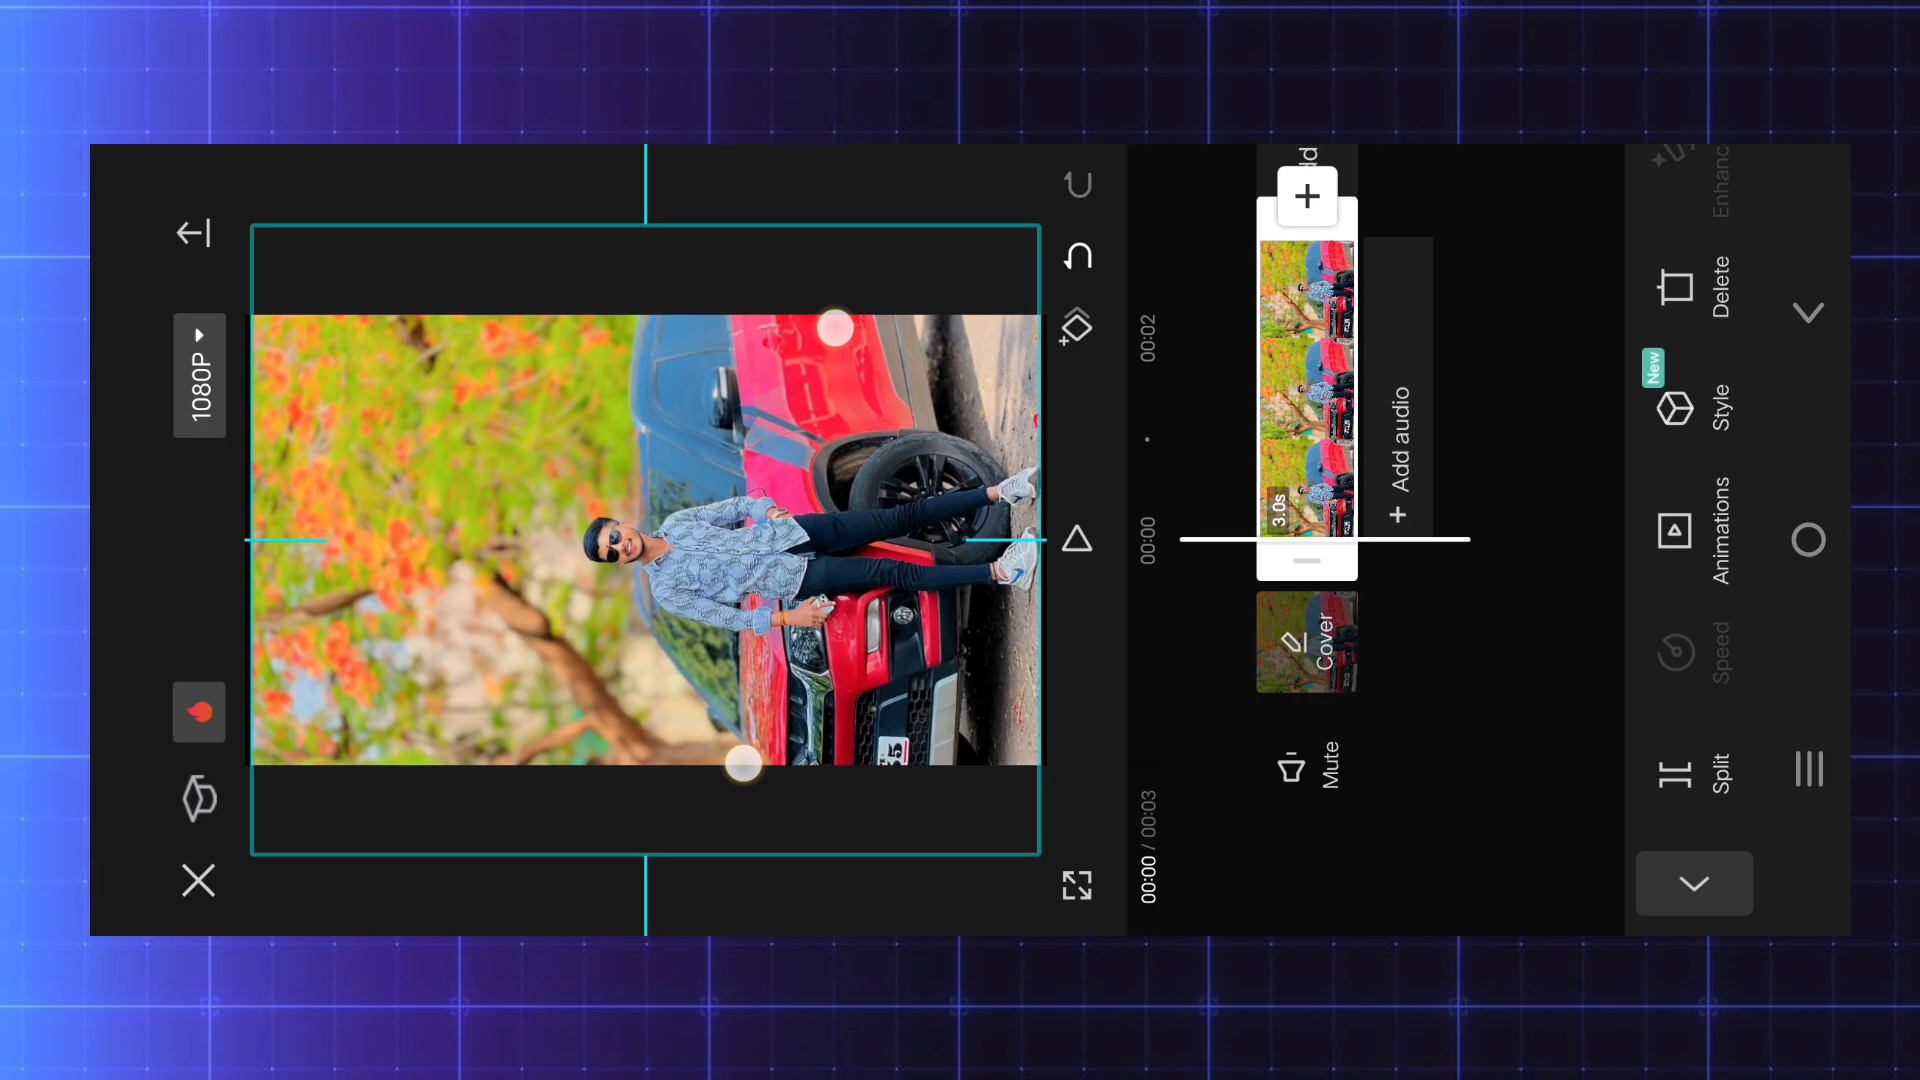 1080P
00:00 / 00:03
00:00
00:02
Mute
Cover
3.0s
+ Add audio
Split
Speed
Animations
Style
New
Delete